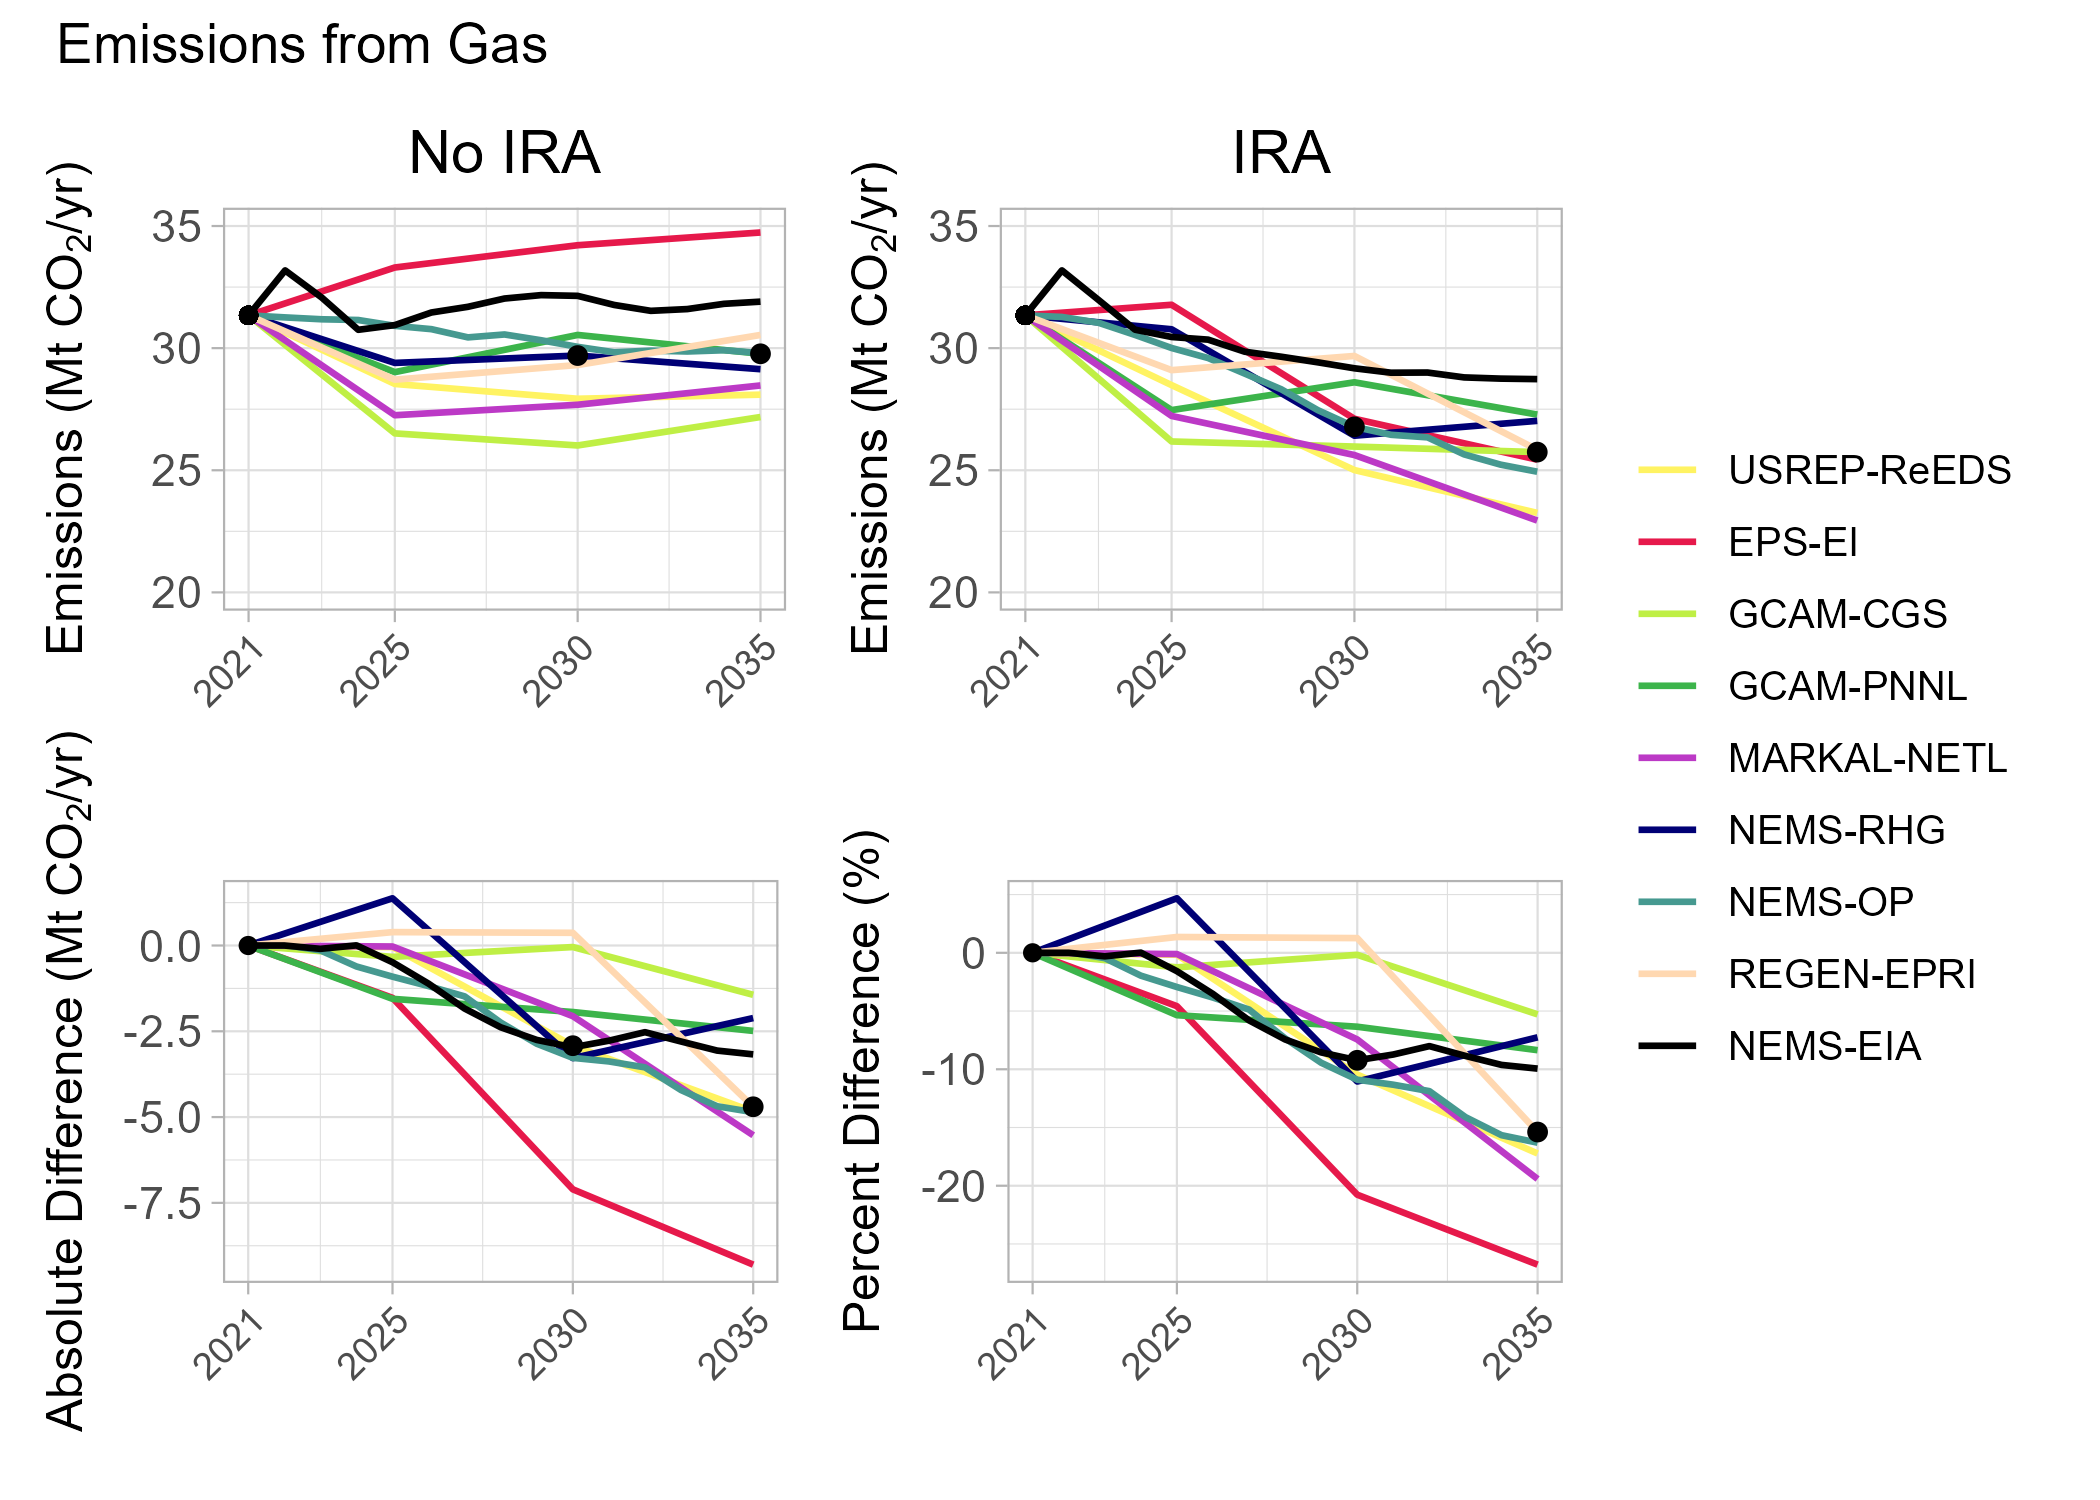 Emissions from Gas
No IRA
IRA
Emissions (Mt CO₂/yr)
35
30
25
20
2021
2025
2030
2035
Emissions (Mt CO₂/yr)
35
30
25
20
2021
2025
2030
2035
Absolute Difference (Mt CO₂/yr)
0.0
-2.5
-5.0
-7.5
2021
2025
2030
2035
Percent Difference (%)
0
-10
-20
2021
2025
2030
2035
USREP-ReEDS
EPS-EI
GCAM-CGS
GCAM-PNNL
MARKAL-NETL
NEMS-RHG
NEMS-OP
REGEN-EPRI
NEMS-EIA